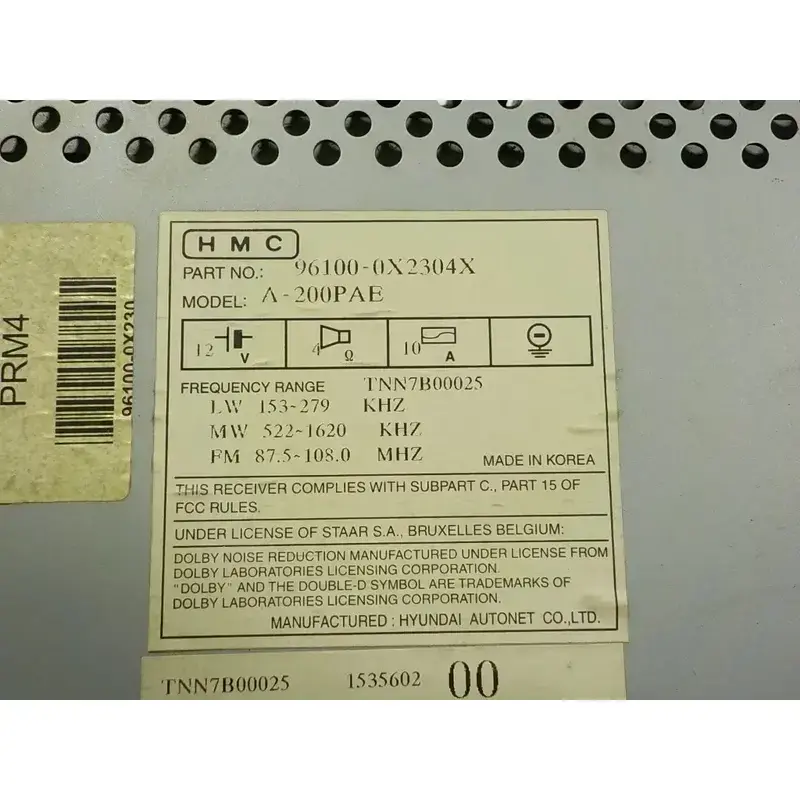 PRM4
96100-0X230
HMC
PART NO.: 96100-0X2304X
MODEL: A-200PAE
12 V
4 Ω
10 A
FREQUENCY RANGE TNN7B00025
LW 153~279 KHZ
MW 522~1620 KHZ
FM 87.5~108.0 MHZ
MADE IN KOREA
THIS RECEIVER COMPLIES WITH SUBPART C., PART 15 OF
FCC RULES.
UNDER LICENSE OF STAAR S.A., BRUXELLES BELGIUM:
DOLBY NOISE REDUCTION MANUFACTURED UNDER LICENSE FROM
DOLBY LABORATORIES LICENSING CORPORATION.
"DOLBY" AND THE DOUBLE-D SYMBOL ARE TRADEMARKS OF
DOLBY LABORATORIES LICENSING CORPORATION.
MANUFACTURED : HYUNDAI AUTONET CO.,LTD.
TNN7B00025 1535602 00